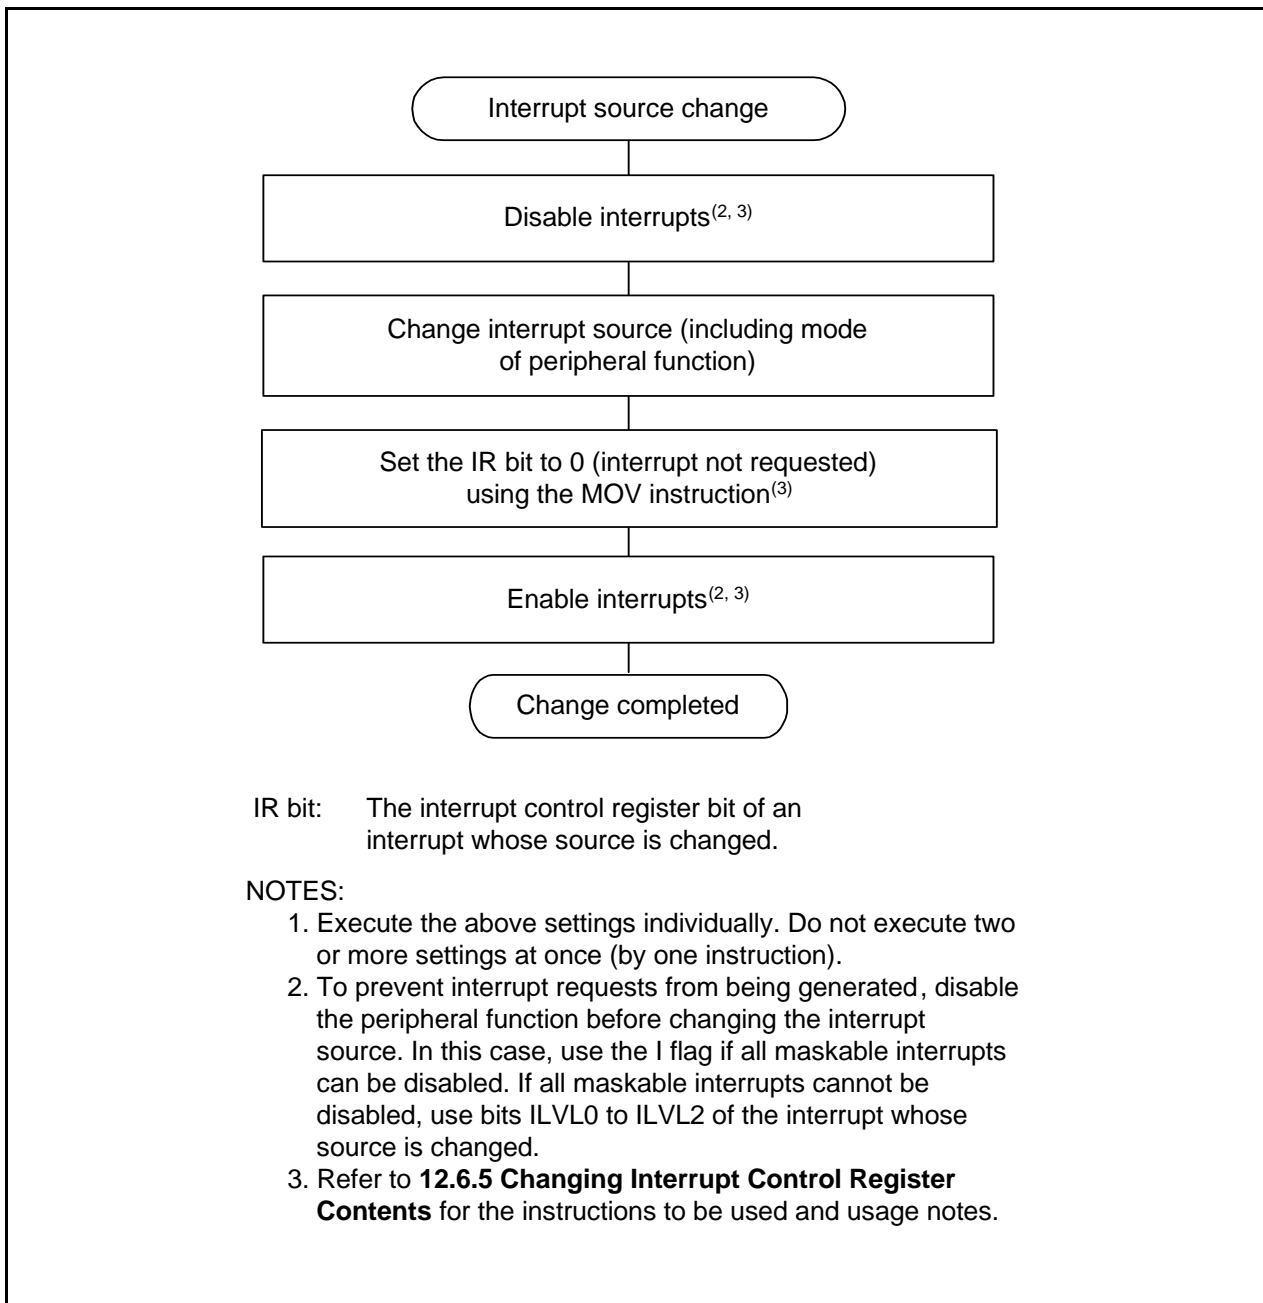 Interrupt source change
Disable interrupts(2, 3)
Change interrupt source (including mode
of peripheral function)
Set the IR bit to 0 (interrupt not requested)
using the MOV instruction(3)
Enable interrupts(2, 3)
Change completed
IR bit: The interrupt control register bit of an
interrupt whose source is changed.
NOTES:
1. Execute the above settings individually. Do not execute two
or more settings at once (by one instruction).
2. To prevent interrupt requests from being generated, disable
the peripheral function before changing the interrupt
source. In this case, use the I flag if all maskable interrupts
can be disabled. If all maskable interrupts cannot be
disabled, use bits ILVL0 to ILVL2 of the interrupt whose
source is changed.
3. Refer to 12.6.5 Changing Interrupt Control Register
Contents for the instructions to be used and usage notes.